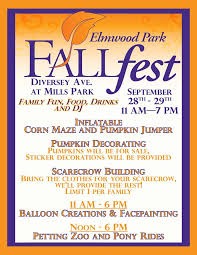 Elmwood Park
FALLfest
Diversey Ave.
at Mills Park
Family Fun, Food, Drinks
and DJ
September
28th - 29th
11 AM—7 PM
Inflatable
Corn Maze and Pumpkin Jumper
Pumpkin Decorating
Pumpkins will be for sale,
Sticker decorations will be provided
Scarecrow Building
Bring the clothes for your scarecrow,
we'll provide the rest!
Limit 1 per family
11 AM - 6 PM
Balloon Creations & Facepainting
Noon - 6 PM
Petting Zoo and Pony Rides